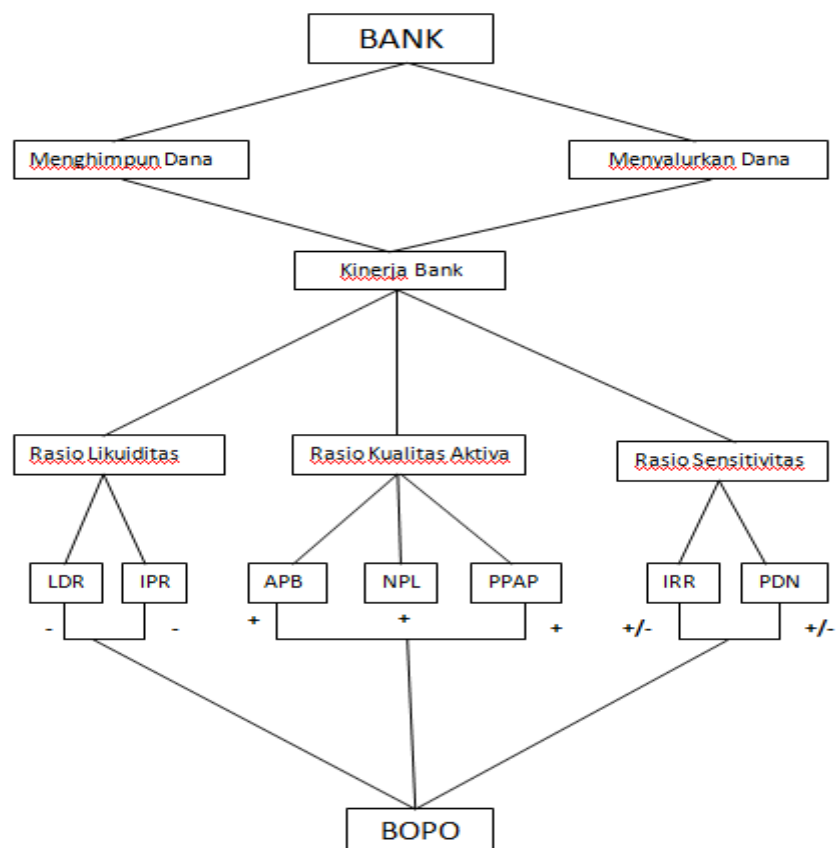 BANK
Menghimpun Dana
Menyalurkan Dana
Kinerja Bank
Rasio Likuiditas
Rasio Kualitas Aktiva
Rasio Sensitivitas
LDR
IPR
APB
NPL
PPAP
IRR
PDN
-
-
+
+
+
+/-
+/-
BOPO